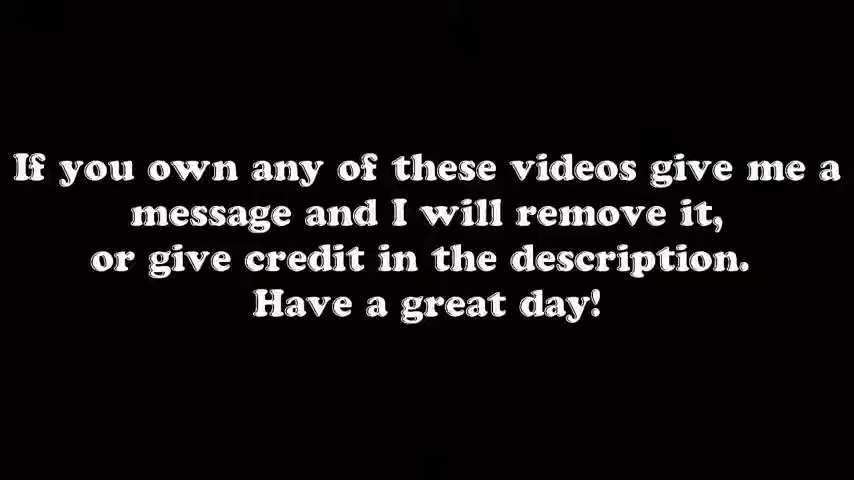 If you own any of these videos give me a
message and I will remove it,
or give credit in the description.
Have a great day!